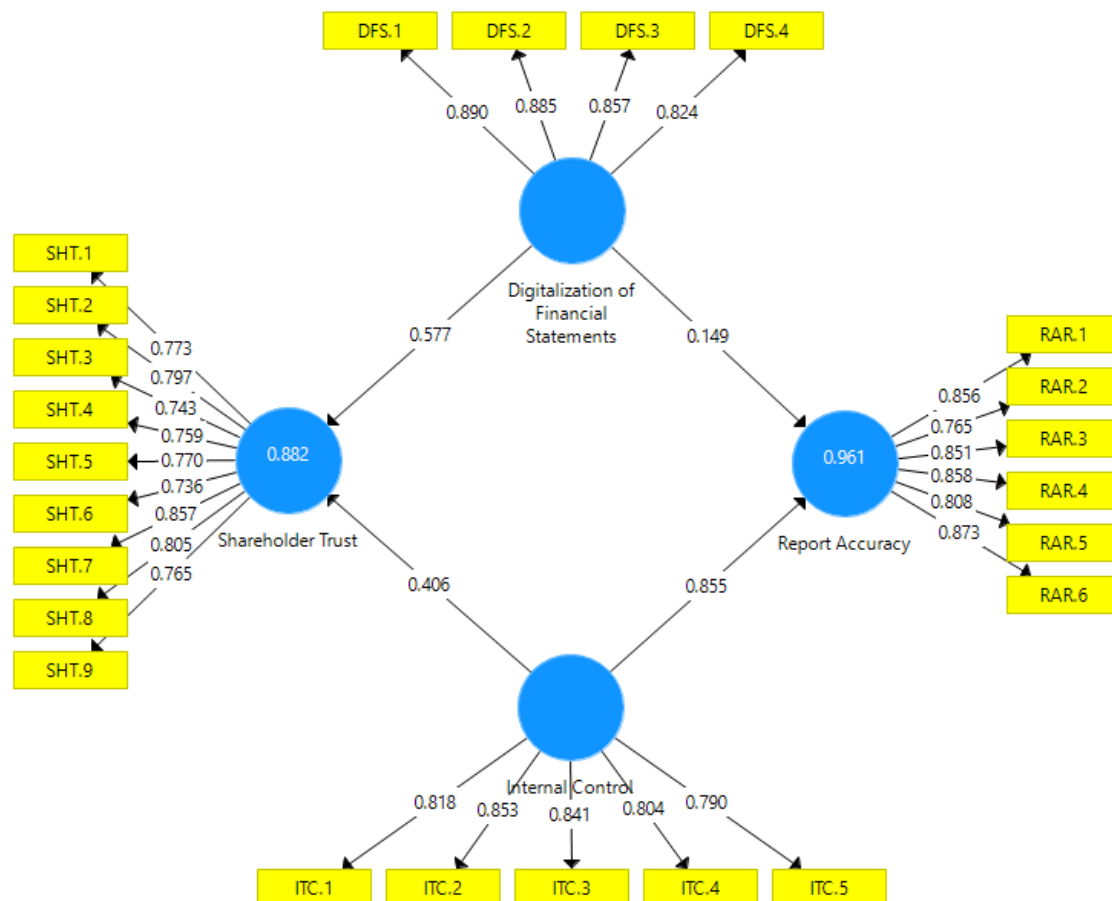 DFS.1 DFS.2 DFS.3 DFS.4
0.890 0.885 0.857 0.824
Digitalization of
Financial
Statements
0.577
0.149
SHT.1
SHT.2
SHT.3
SHT.4
SHT.5
SHT.6
SHT.7
SHT.8
SHT.9
0.773
0.797
0.743
0.759
0.770
0.736
0.857
0.805
0.765
0.882
Shareholder Trust
0.961
Report Accuracy
0.856
0.765
0.851
0.858
0.808
0.873
RAR.1
RAR.2
RAR.3
RAR.4
RAR.5
RAR.6
0.406
0.855
Internal Control
0.818 0.853 0.841 0.804 0.790
ITC.1 ITC.2 ITC.3 ITC.4 ITC.5